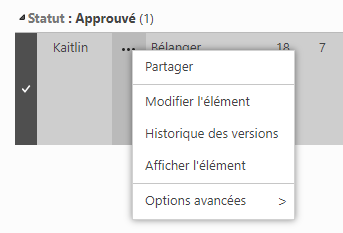 Statut : Approuvé (1)
Kaitlin ... Bélanger 18 7
Partager
Modifier l'élément
Historique des versions
Afficher l'élément
Options avancées >